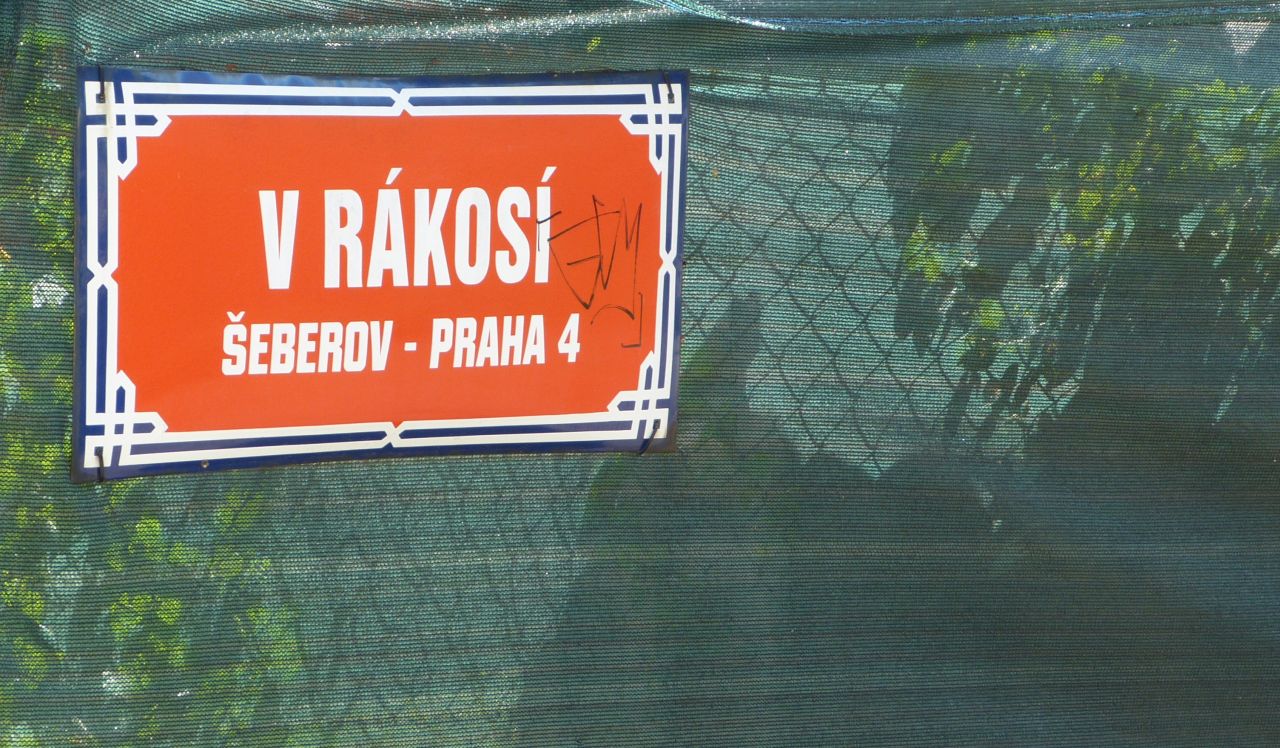 V RÁKOSÍ
ŠEBEROV - PRAHA 4